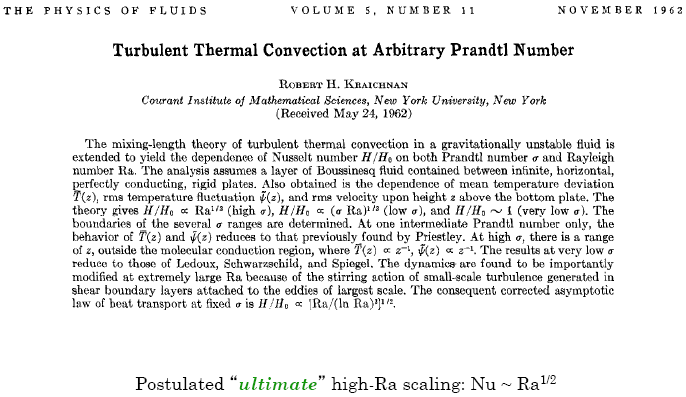 THE PHYSICS OF FLUIDS VOLUME 5, NUMBER 11 NOVEMBER 1962
Turbulent Thermal Convection at Arbitrary Prandtl Number
ROBERT H. KRAICHNAN
Courant Institute of Mathematical Sciences, New York University, New York
(Received May 24, 1962)
The mixing-length theory of turbulent thermal convection in a gravitationally unstable fluid is
extended to yield the dependence of Nusselt number H/H₀ on both Prandtl number σ and Rayleigh
number Ra. The analysis assumes a layer of Boussinesq fluid contained between infinite, horizontal,
perfectly conducting, rigid plates. Also obtained is the dependence of mean temperature deviation
T̄(z), rms temperature fluctuation ψ̃(z), and rms velocity upon height z above the bottom plate. The
theory gives H/H₀ ∝ Ra¹/³ (high σ), H/H₀ ∝ (σ Ra)¹/³ (low σ), and H/H₀ ∼ 1 (very low σ). The
boundaries of the several σ ranges are determined. At one intermediate Prandtl number only, the
behavior of T̄(z) and ψ̃(z) reduces to that previously found by Priestley. At high σ, there is a range
of z, outside the molecular conduction region, where T̄(z) ∝ z⁻¹, ψ̃(z) ∝ z⁻¹. The results at very low σ
reduce to those of Ledoux, Schwarzschild, and Spiegel. The dynamics are found to be importantly
modified at extremely large Ra because of the stirring action of small-scale turbulence generated in
shear boundary layers attached to the eddies of largest scale. The consequent corrected asymptotic
law of heat transport at fixed σ is H/H₀ ∝ [Ra/(ln Ra)³]¹/².
Postulated “ultimate” high-Ra scaling: Nu ~ Ra¹/²